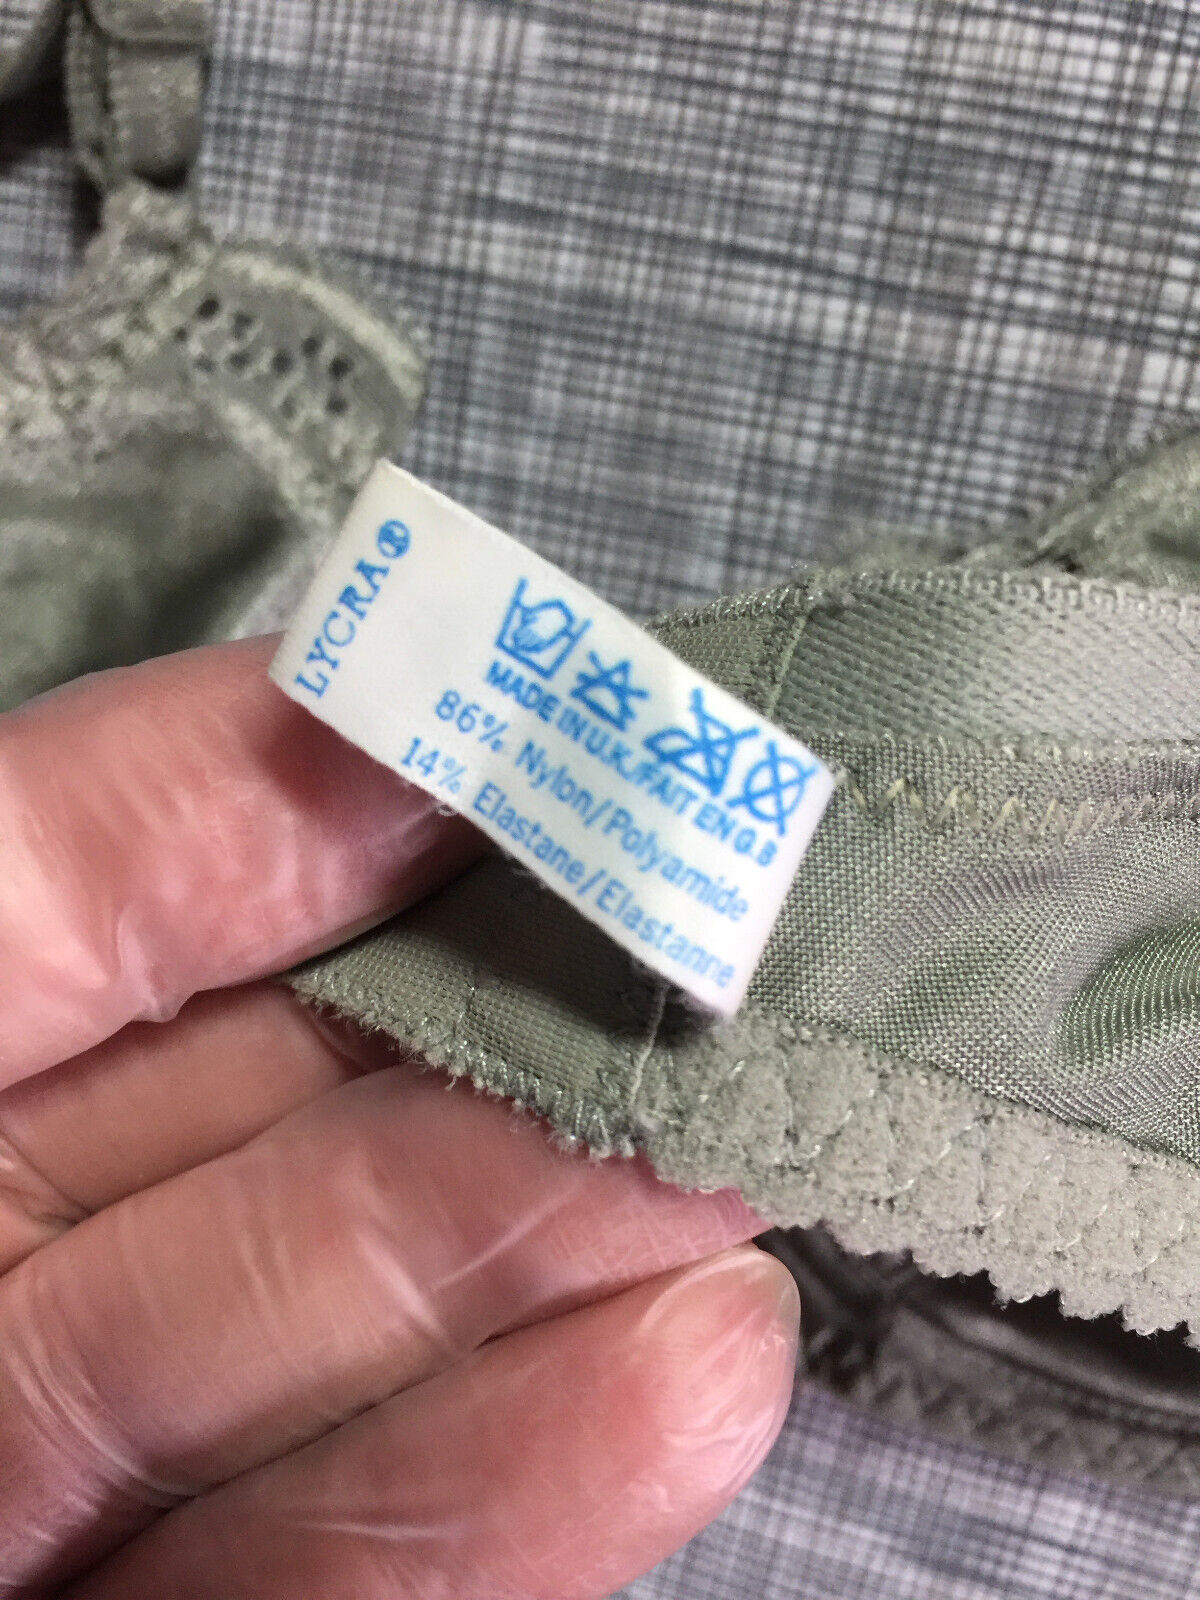 LYCRA®
MADE IN U.K./FAIT EN G.B
86% Nylon/Polyamide
14% Elastane/Elastanne